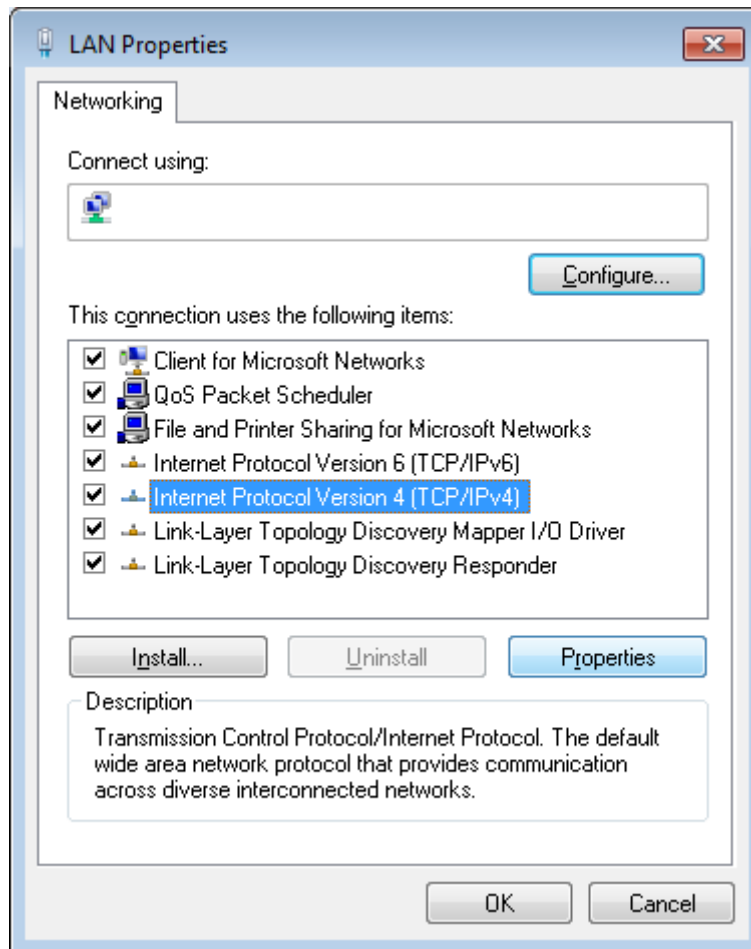 LAN Properties
Networking
Connect using:
Configure...
This connection uses the following items:
Client for Microsoft Networks
QoS Packet Scheduler
File and Printer Sharing for Microsoft Networks
Internet Protocol Version 6 (TCP/IPv6)
Internet Protocol Version 4 (TCP/IPv4)
Link-Layer Topology Discovery Mapper I/O Driver
Link-Layer Topology Discovery Responder
Install... Uninstall Properties
Description
Transmission Control Protocol/Internet Protocol. The default
wide area network protocol that provides communication
across diverse interconnected networks.
OK Cancel